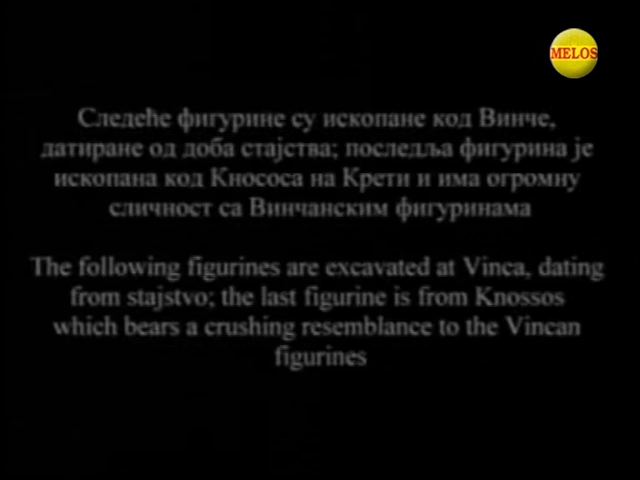 MELOS
Следеће фигурине су ископане код Винче,
датиране од доба стајства; последља фигурина је
ископана код Кнососа на Крети и има огромну
сличност са Винчанским фигуринама
The following figurines are excavated at Vinca, dating
from stajstvo; the last figurine is from Knossos
which bears a crushing resemblance to the Vincan
figurines